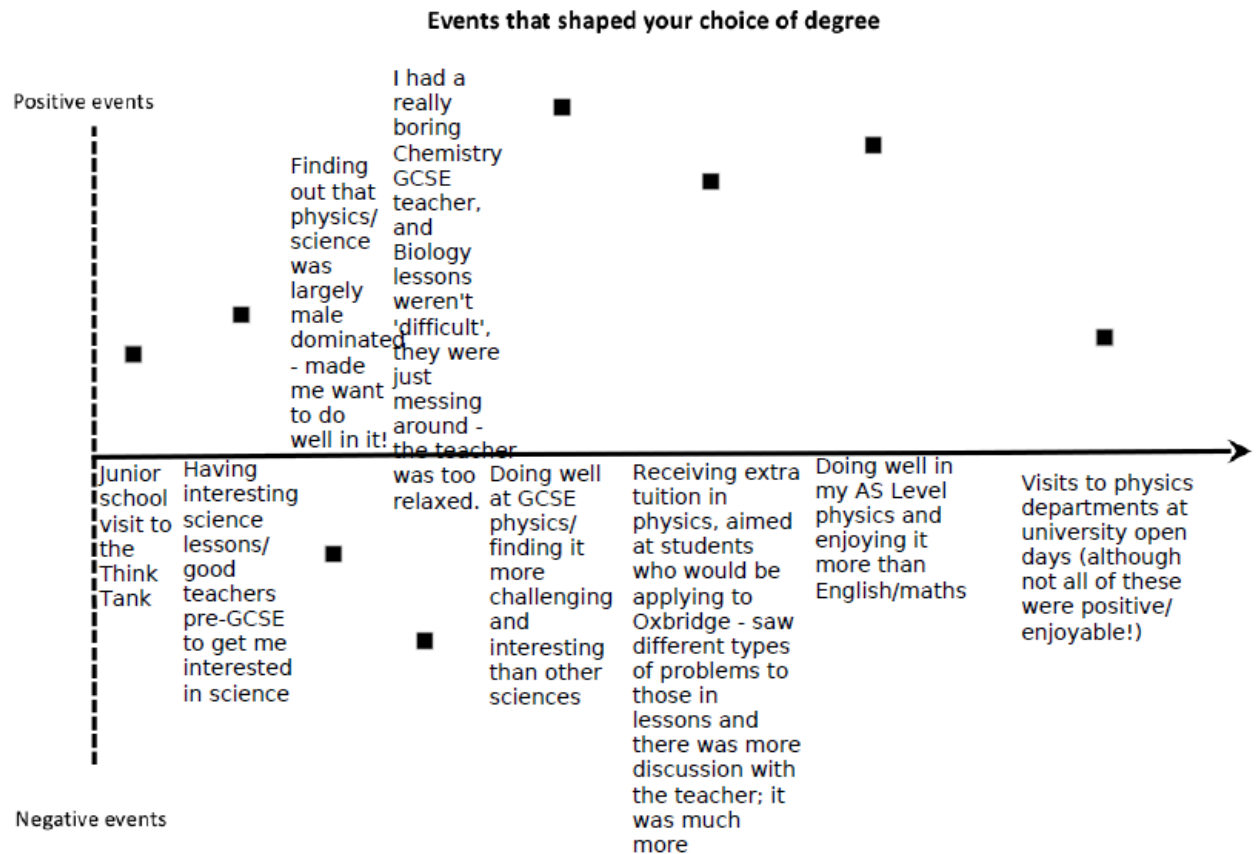 Events that shaped your choice of degree
Positive events
Finding
out that
physics/
science
was
largely
male
dominated
- made
me want
to do
well in it!
I had a
really
boring
Chemistry
GCSE
teacher,
and
Biology
lessons
weren't
'difficult',
they were
just
messing
around -
the teacher
was too
relaxed.
Junior
school
visit to
the
Think
Tank
Having
interesting
science
lessons/
good
teachers
pre-GCSE
to get me
interested
in science
Doing well
at GCSE
physics/
finding it
more
challenging
and
interesting
than other
sciences
Receiving extra
tuition in
physics, aimed
at students
who would be
applying to
Oxbridge - saw
different types
of problems to
those in
lessons and
there was more
discussion with
the teacher; it
was much
more
Doing well in
my AS Level
physics and
enjoying it
more than
English/maths
Visits to physics
departments at
university open
days (although
not all of these
were positive/
enjoyable!)
Negative events